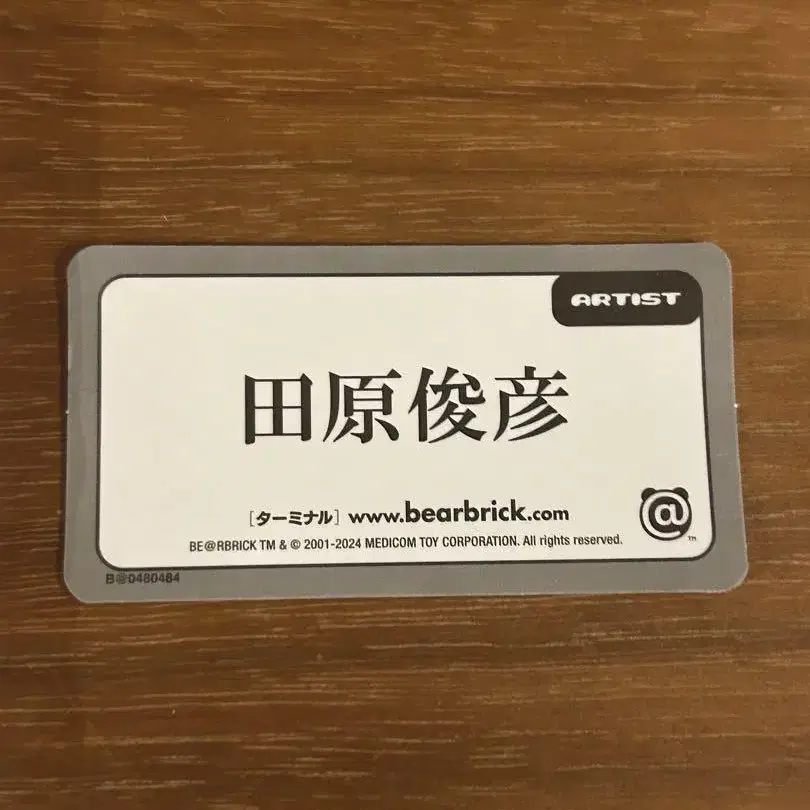 ARTIST
田原俊彦
[ターミナル] www.bearbrick.com
BE@RBRICK TM & © 2001-2024 MEDICOM TOY CORPORATION. All rights reserved.
@
TM
B@0480484